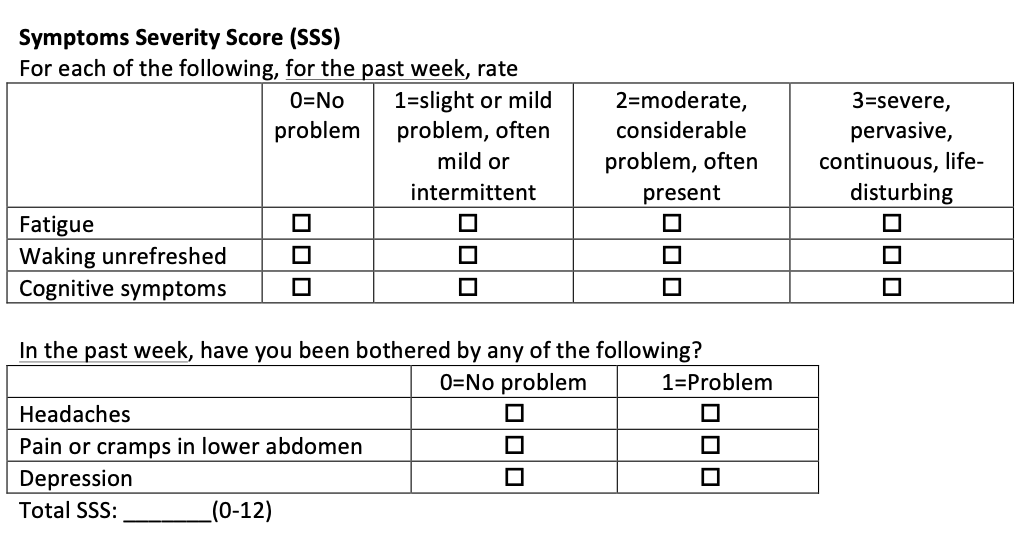 Symptoms Severity Score (SSS)
For each of the following, for the past week, rate
0=No problem 1=slight or mild problem, often mild or intermittent 2=moderate, considerable problem, often present 3=severe, pervasive, continuous, life-disturbing
Fatigue ☐ ☐ ☐ ☐
Waking unrefreshed ☐ ☐ ☐ ☐
Cognitive symptoms ☐ ☐ ☐ ☐
In the past week, have you been bothered by any of the following?
0=No problem 1=Problem
Headaches ☐ ☐
Pain or cramps in lower abdomen ☐ ☐
Depression ☐ ☐
Total SSS: _______(0-12)